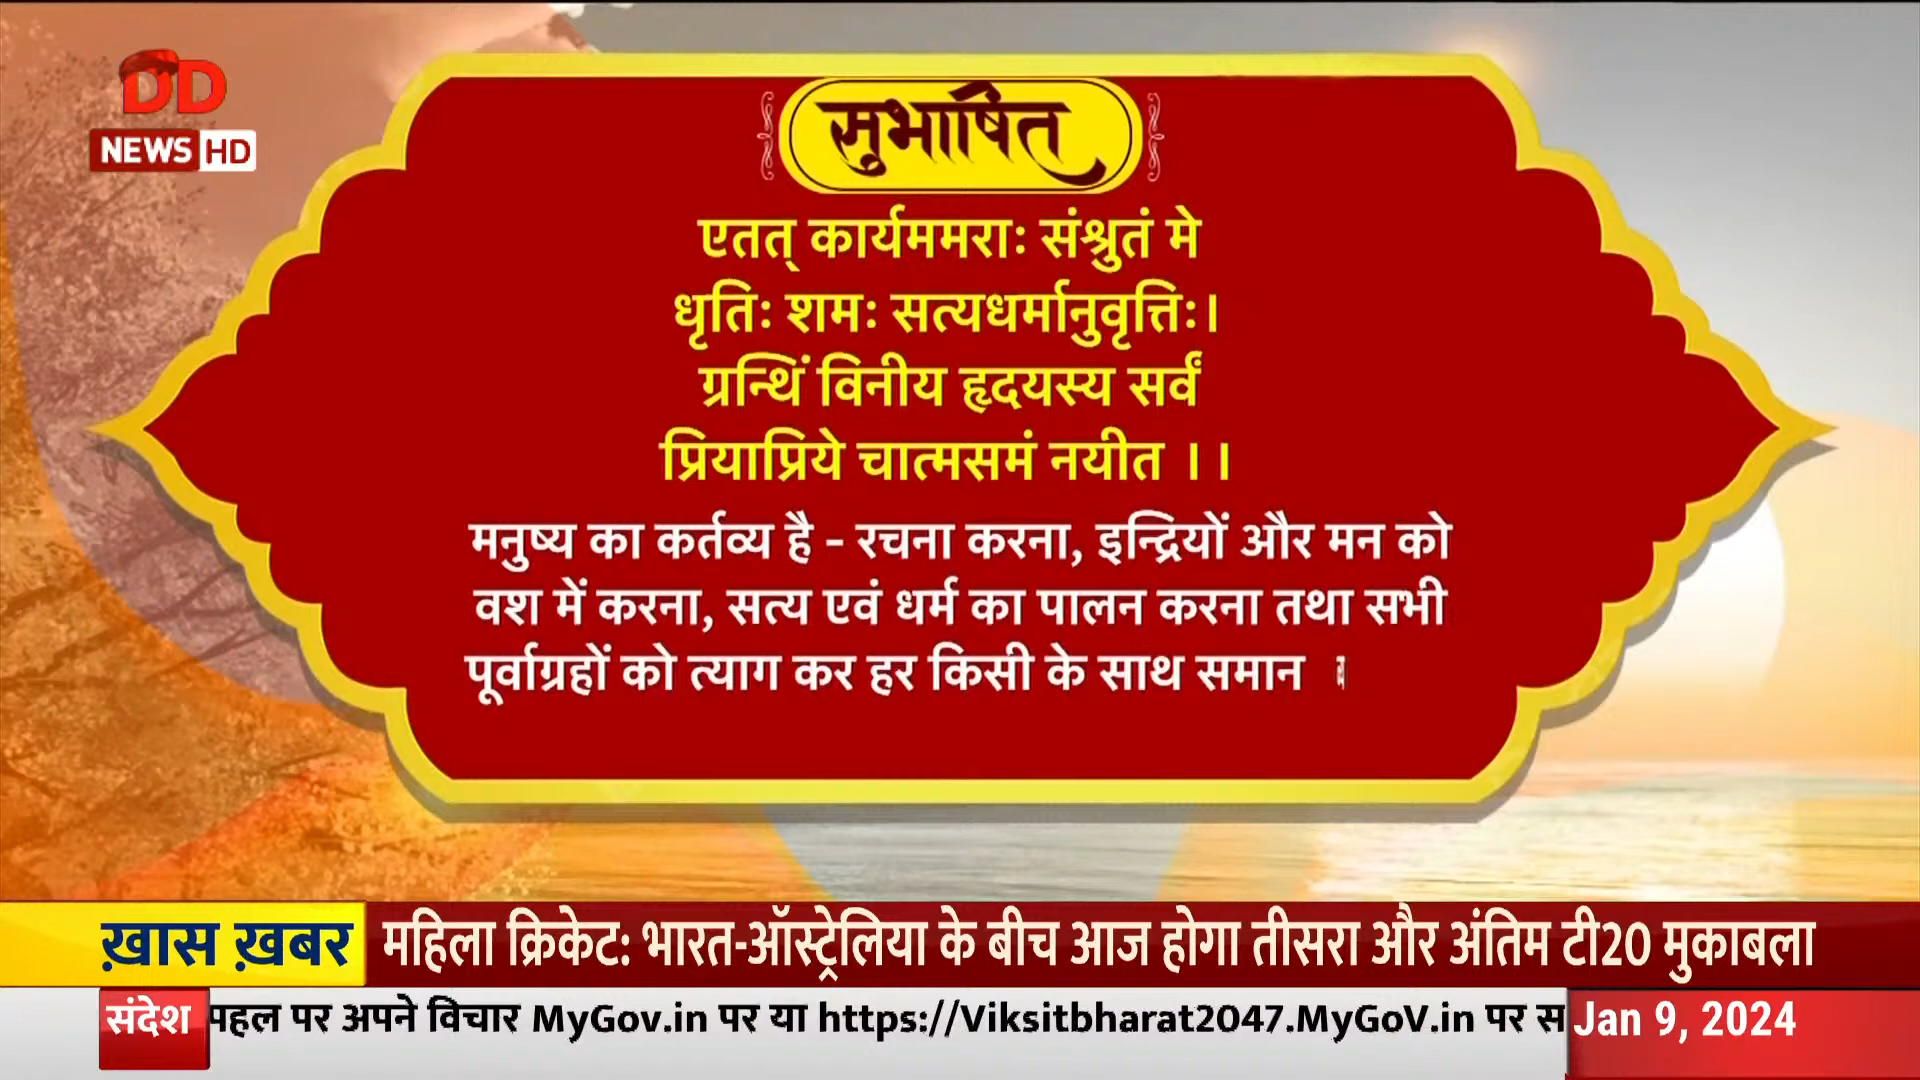 DD
NEWS HD
सुभाषित
एतत् कार्यममराः संश्रुतं मे
धृतिः शमः सत्यधर्मानुवृत्तिः।
ग्रन्थिं विनीय हृदयस्य सर्वं
प्रियाप्रिये चात्मसमं नयीत ।।
मनुष्य का कर्तव्य है - रचना करना, इन्द्रियों और मन को
वश में करना, सत्य एवं धर्म का पालन करना तथा सभी
पूर्वाग्रहों को त्याग कर हर किसी के साथ समान
ख़ास ख़बर महिला क्रिकेट: भारत-ऑस्ट्रेलिया के बीच आज होगा तीसरा और अंतिम टी20 मुकाबला
संदेश पहल पर अपने विचार MyGov.in पर या https://Viksitbharat2047.MyGoV.in पर स Jan 9, 2024